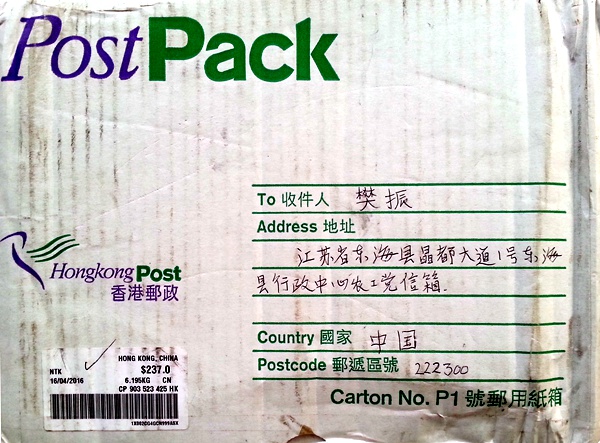 PostPack
To 收件人 樊振
Address 地址
江苏省东海县晶都大道1号东海
县行政中心农工党信箱.
Hongkong Post
香港郵政
Country 國家 中国
Postcode 郵遞區號 222300
Carton No. P1 號郵用紙箱
HONG KONG, CHINA
NTK $237.0
16/04/2016 6.195KG CN
CP 903 523 425 HK